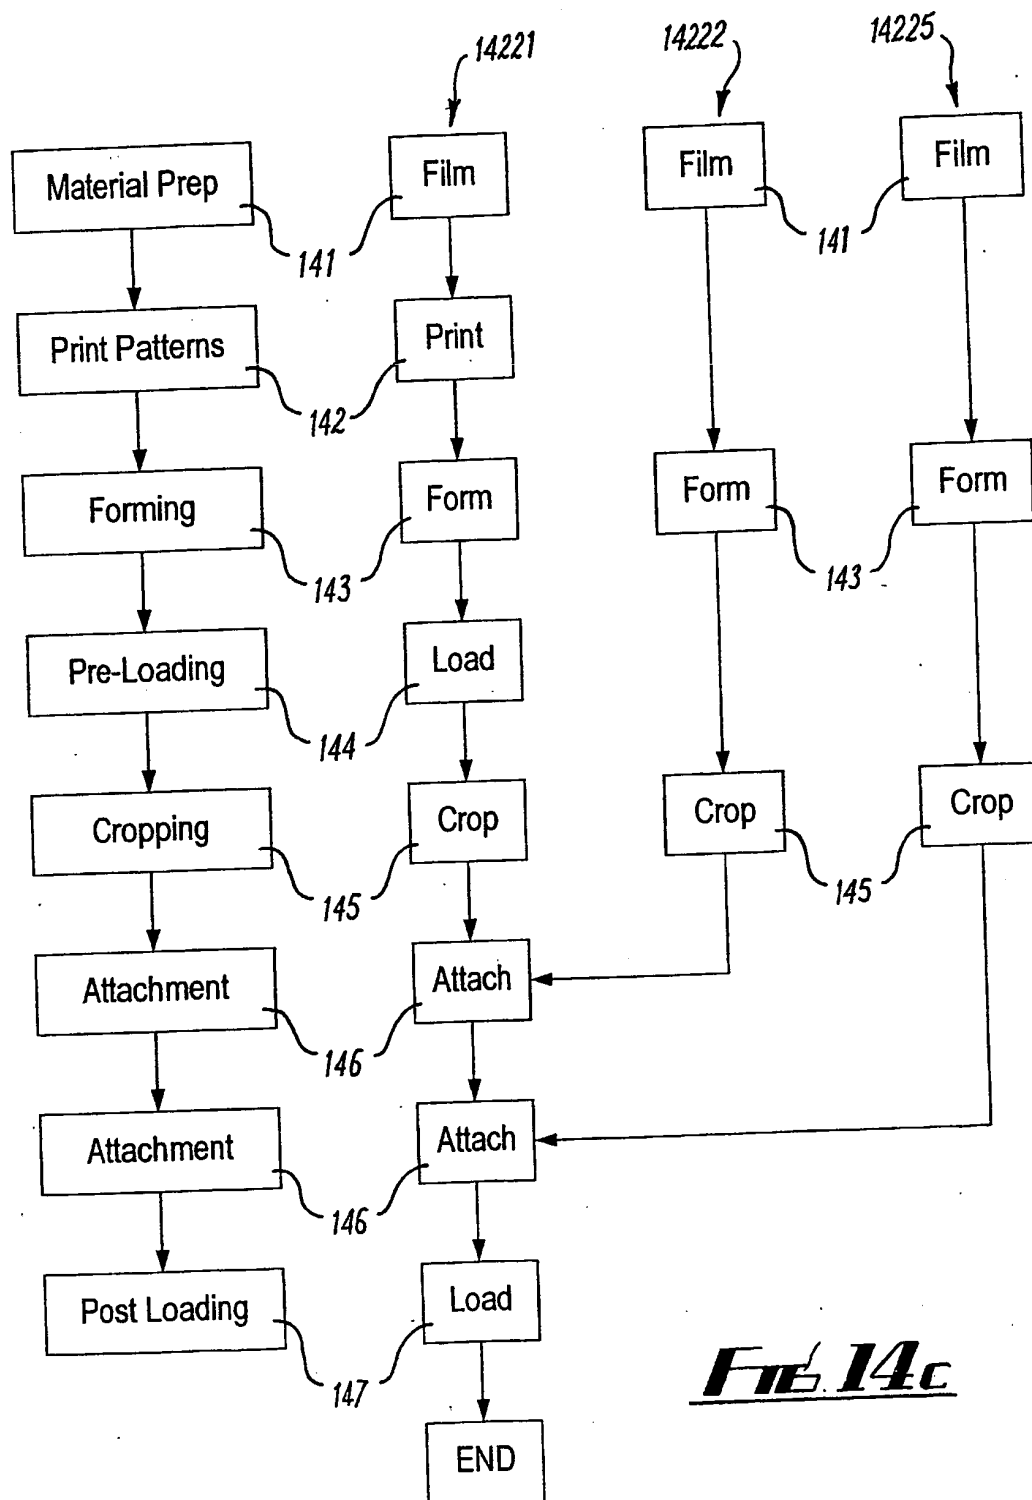 14221
14222
14225
Material Prep
Film
Film
Film
141
141
Print Patterns
Print
142
Forming
Form
Form
Form
143
143
Pre-Loading
Load
144
Cropping
Crop
Crop
Crop
145
145
Attachment
Attach
146
Attachment
Attach
146
Post Loading
Load
147
END
FIG. 14c